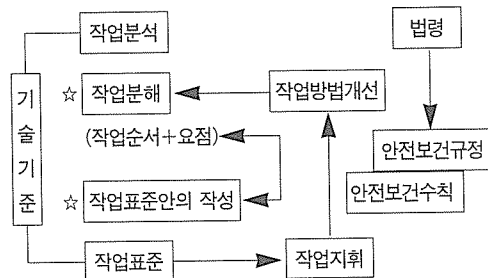 작업분석
법령
기술기준
☆ 작업분해
작업방법개선
(작업순서+요점)
안전보건규정
안전보건수칙
☆ 작업표준안의 작성
작업표준
작업지휘